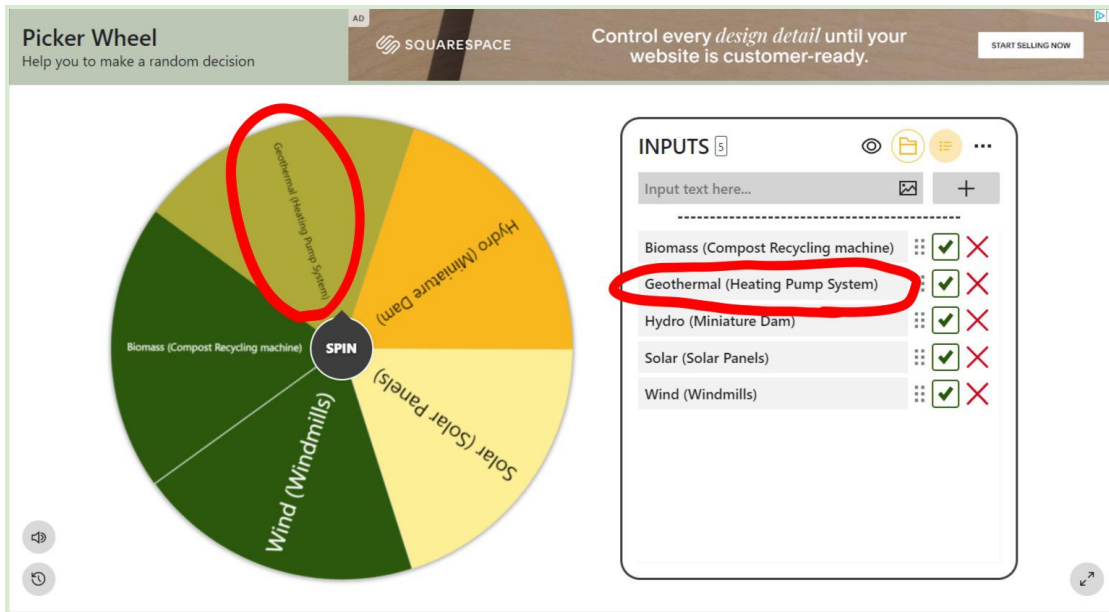 Picker Wheel
Help you to make a random decision
AD
SQUARESPACE
Control every design detail until your
website is customer-ready.
START SELLING NOW
Geothermal (Heating Pump System)
Hydro (Miniature Dam)
Biomass (Compost Recycling machine)
SPIN
Solar (Solar Panels)
Wind (Windmills)
INPUTS 5
Input text here...
Biomass (Compost Recycling machine)
Geothermal (Heating Pump System)
Hydro (Miniature Dam)
Solar (Solar Panels)
Wind (Windmills)